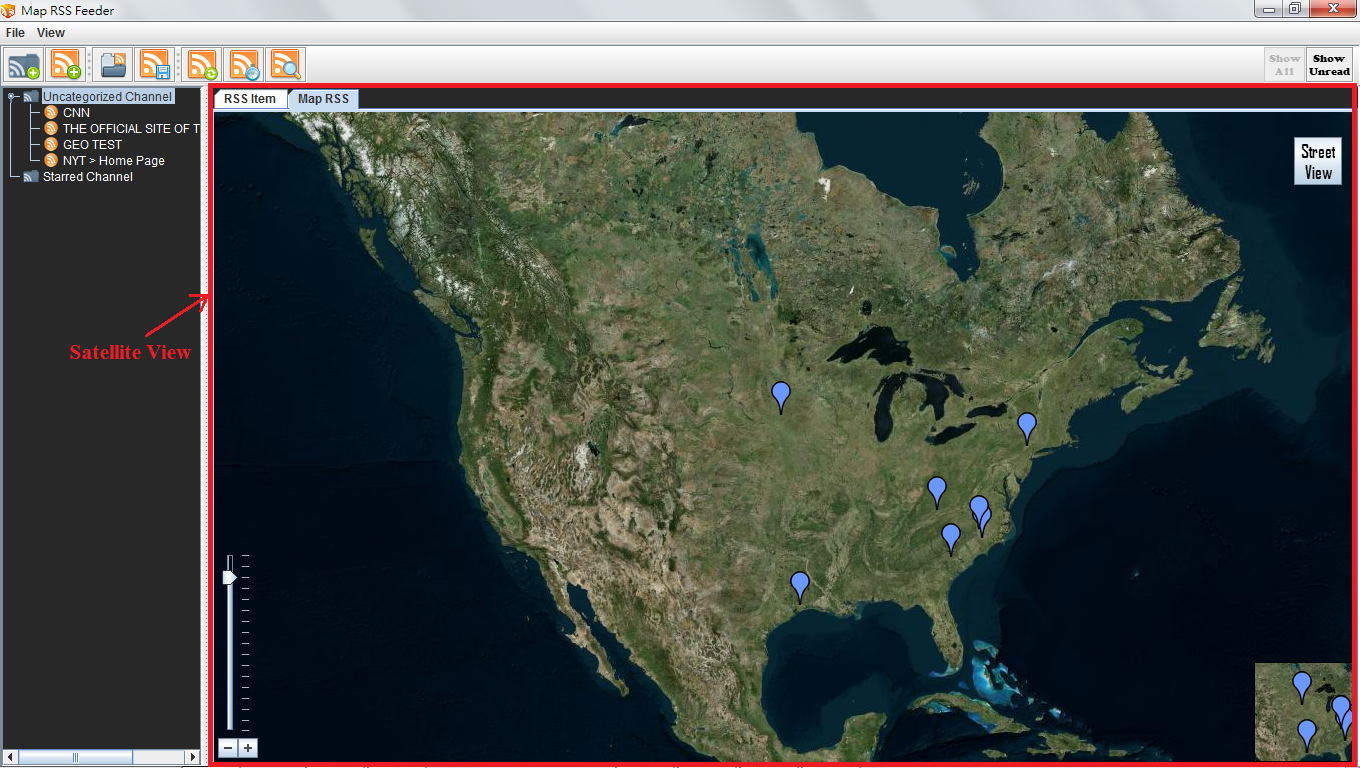 Map RSS Feeder
File View
Show All
Show Unread
Uncategorized Channel
CNN
THE OFFICIAL SITE OF T
GEO TEST
NYT > Home Page
Starred Channel
RSS Item
Map RSS
Street
View
Satellite View